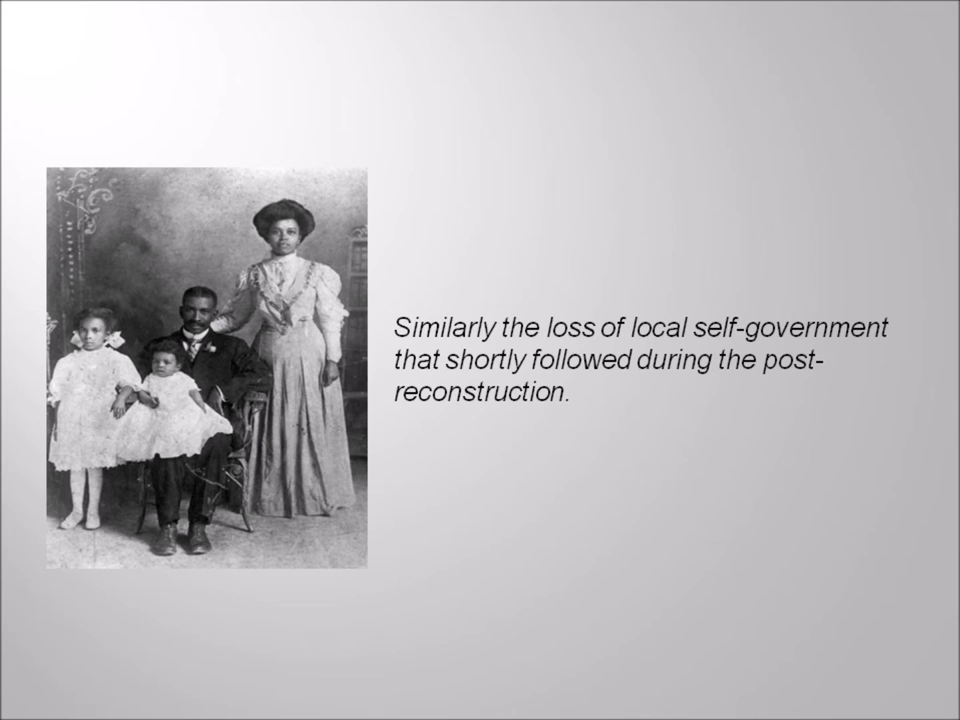 Similarly the loss of local self-government
that shortly followed during the post-
reconstruction.